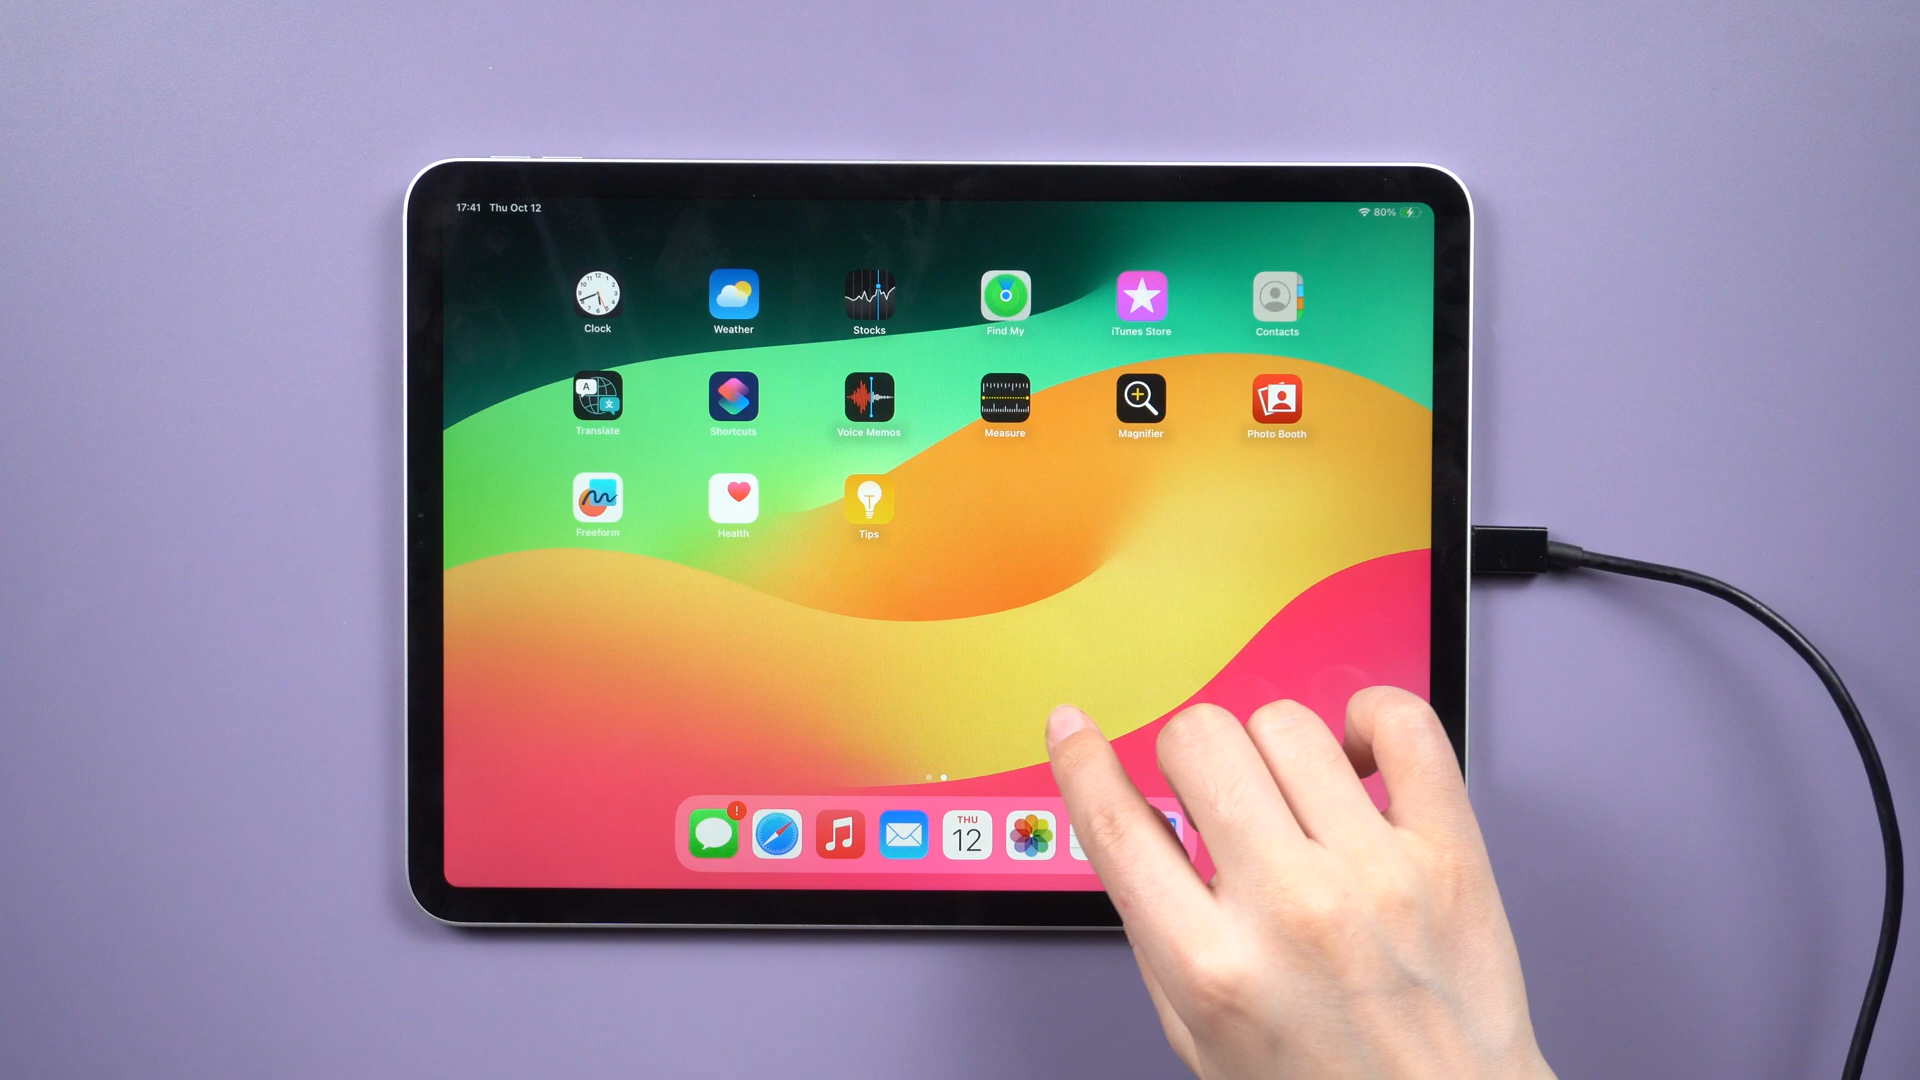 17:41 Thu Oct 12
80%
Clock Weather Stocks Find My iTunes Store Contacts
A 文
Translate Shortcuts Voice Memos Measure Magnifier Photo Booth
T
Freeform Health Tips
!
THU
12